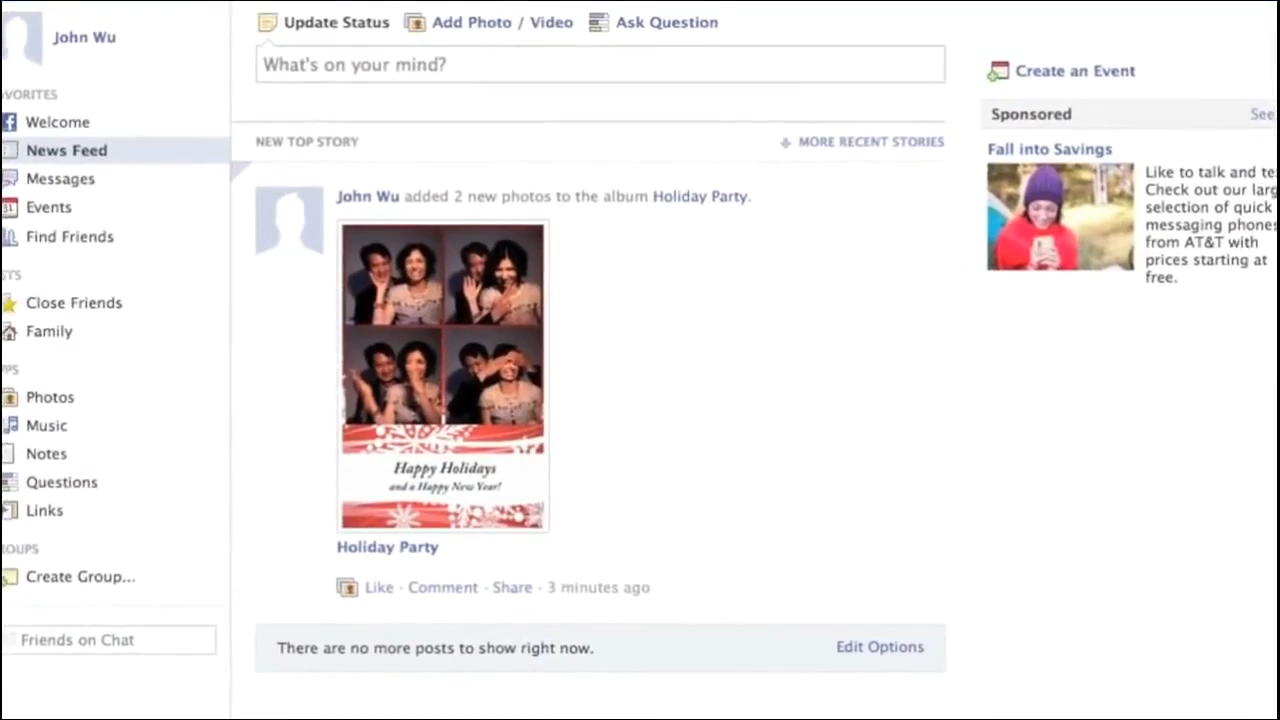 John Wu
Welcome
News Feed
Messages
Events
Find Friends
Close Friends
Family
Photos
Music
Notes
Questions
Links
Create Group...
Friends on Chat
Update Status Add Photo / Video Ask Question
What's on your mind?
NEW TOP STORY MORE RECENT STORIES
John Wu added 2 new photos to the album Holiday Party.
Happy Holidays
and a Happy New Year!
Holiday Party
Like · Comment · Share · 3 minutes ago
There are no more posts to show right now. Edit Options
Create an Event
Sponsored See
Fall into Savings
Like to talk and te
Check out our larg
selection of quick
messaging phone
from AT&T with
prices starting at
free.